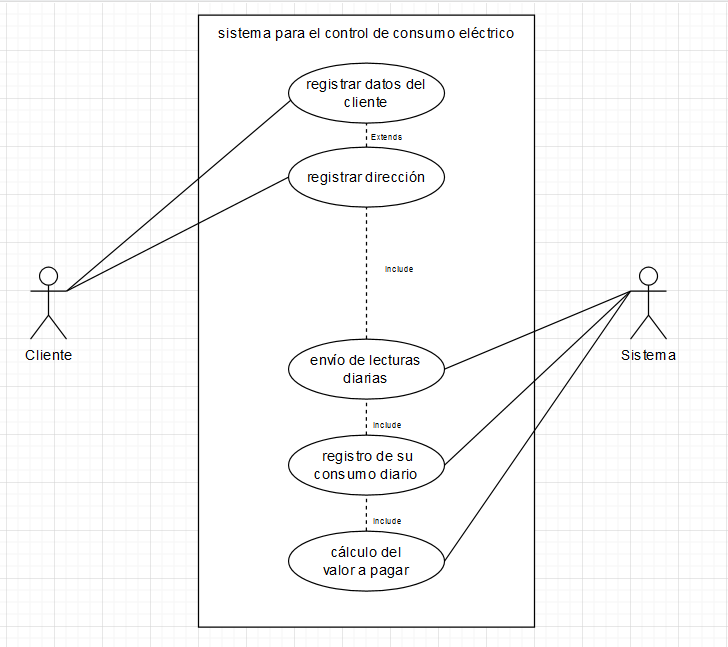 sistema para el control de consumo eléctrico
registrar datos del
cliente
Extends
registrar dirección
Include
envío de lecturas
diarias
Include
registro de su
consumo diario
Include
cálculo del
valor a pagar
Cliente
Sistema